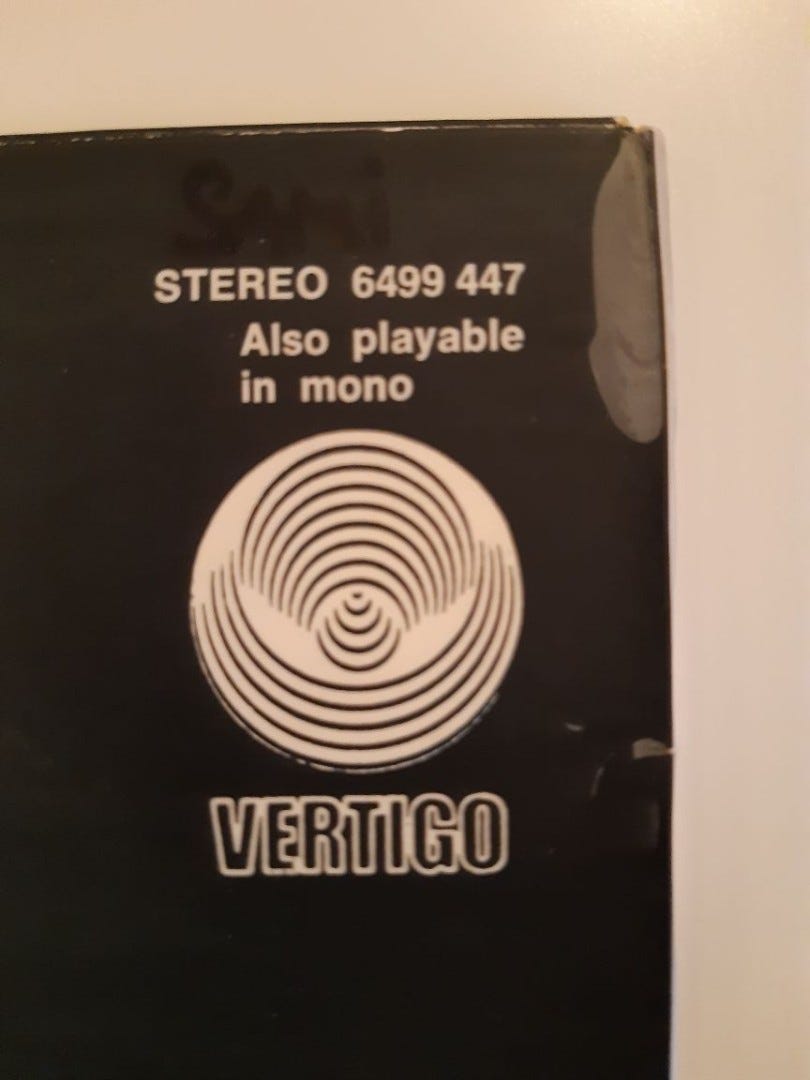 Sami
STEREO 6499 447
Also playable
in mono
VERTIGO